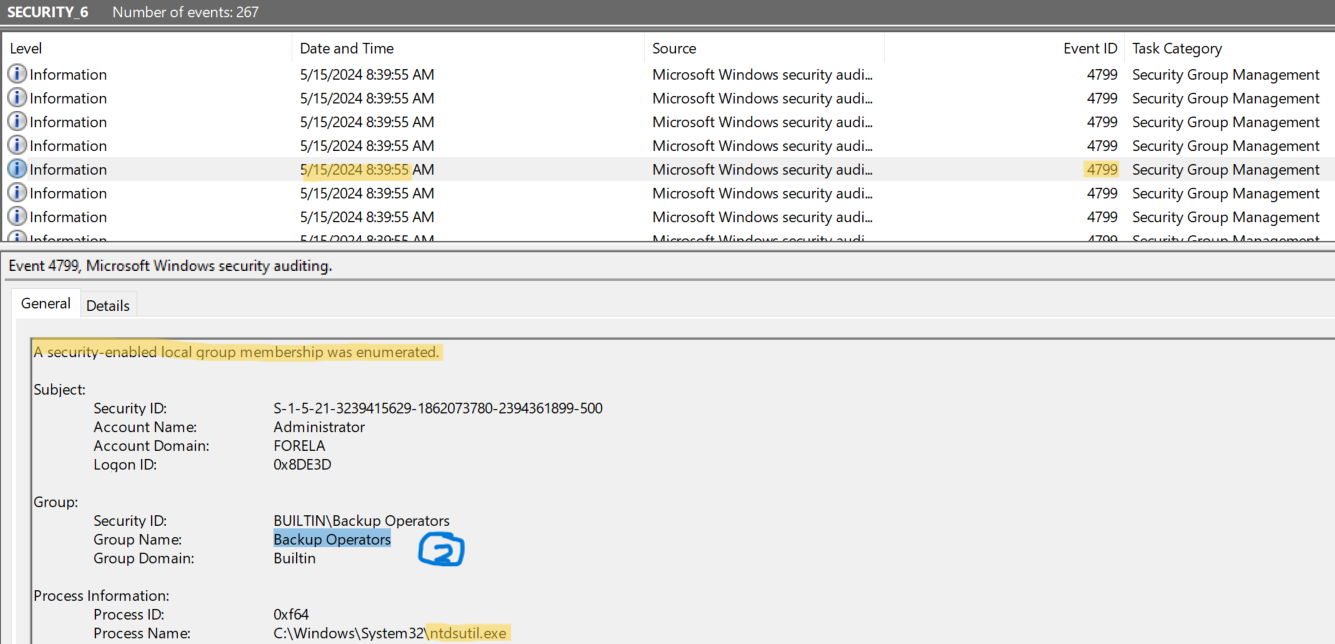 SECURITY_6 Number of events: 267
Level Date and Time Source Event ID Task Category
Information 5/15/2024 8:39:55 AM Microsoft Windows security audi... 4799 Security Group Management
Information 5/15/2024 8:39:55 AM Microsoft Windows security audi... 4799 Security Group Management
Information 5/15/2024 8:39:55 AM Microsoft Windows security audi... 4799 Security Group Management
Information 5/15/2024 8:39:55 AM Microsoft Windows security audi... 4799 Security Group Management
Information 5/15/2024 8:39:55 AM Microsoft Windows security audi... 4799 Security Group Management
Information 5/15/2024 8:39:55 AM Microsoft Windows security audi... 4799 Security Group Management
Information 5/15/2024 8:39:55 AM Microsoft Windows security audi... 4799 Security Group Management
Information 5/15/2024 8:39:55 AM Microsoft Windows security audi... 4799 Security Group Management
Event 4799, Microsoft Windows security auditing.
General Details
A security-enabled local group membership was enumerated.
Subject:
Security ID: S-1-5-21-3239415629-1862073780-2394361899-500
Account Name: Administrator
Account Domain: FORELA
Logon ID: 0x8DE3D
Group:
Security ID: BUILTIN\Backup Operators
Group Name: Backup Operators
2
Group Domain: Builtin
Process Information:
Process ID: 0xf64
Process Name: C:\Windows\System32\ntdsutil.exe